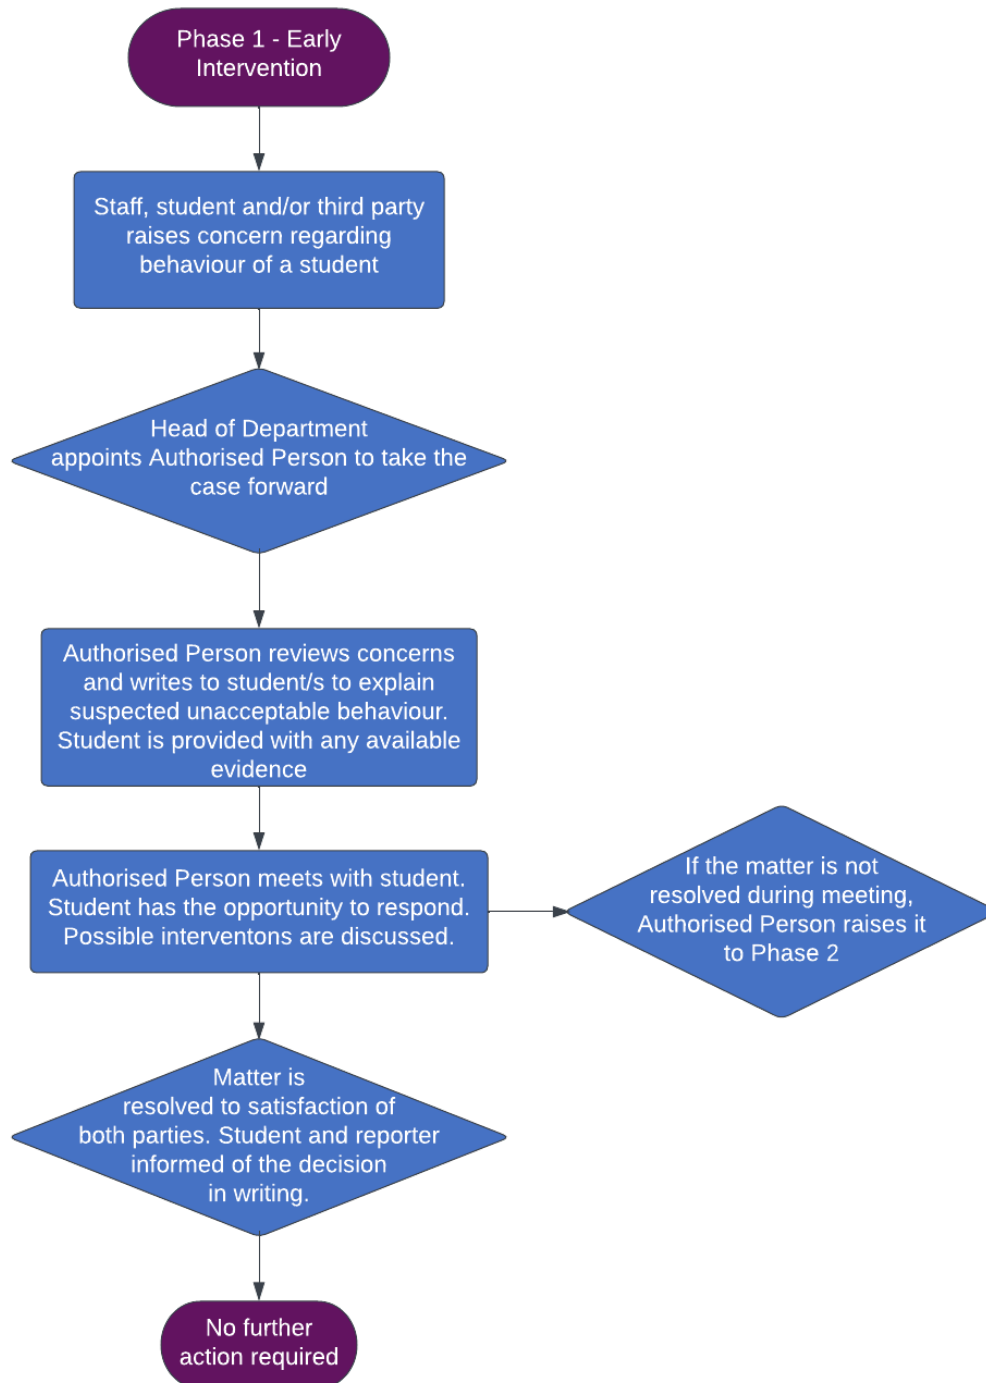 Phase 1 - Early
Intervention
Staff, student and/or third party
raises concern regarding
behaviour of a student
Head of Department
appoints Authorised Person to take the
case forward
Authorised Person reviews concerns
and writes to student/s to explain
suspected unacceptable behaviour.
Student is provided with any available
evidence
Authorised Person meets with student.
Student has the opportunity to respond.
Possible interventons are discussed.
If the matter is not
resolved during meeting,
Authorised Person raises it
to Phase 2
Matter is
resolved to satisfaction of
both parties. Student and reporter
informed of the decision
in writing.
No further
action required